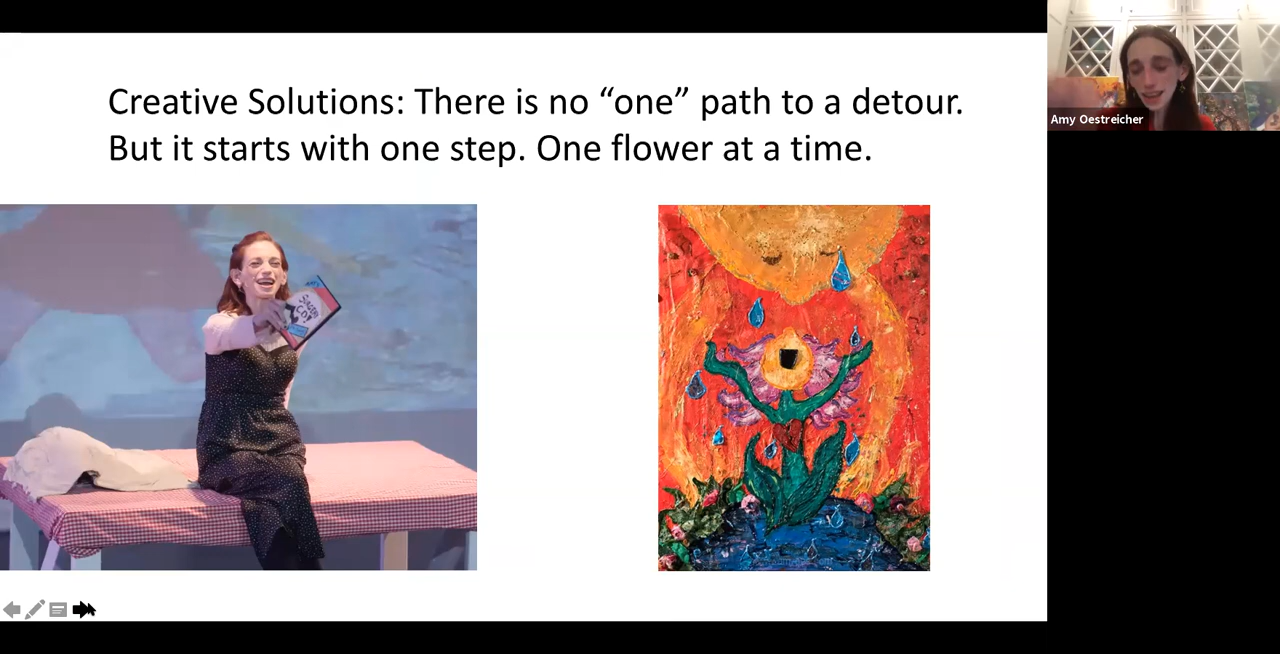 Creative Solutions: There is no “one” path to a detour.
But it starts with one step. One flower at a time.
Amy Oestreicher